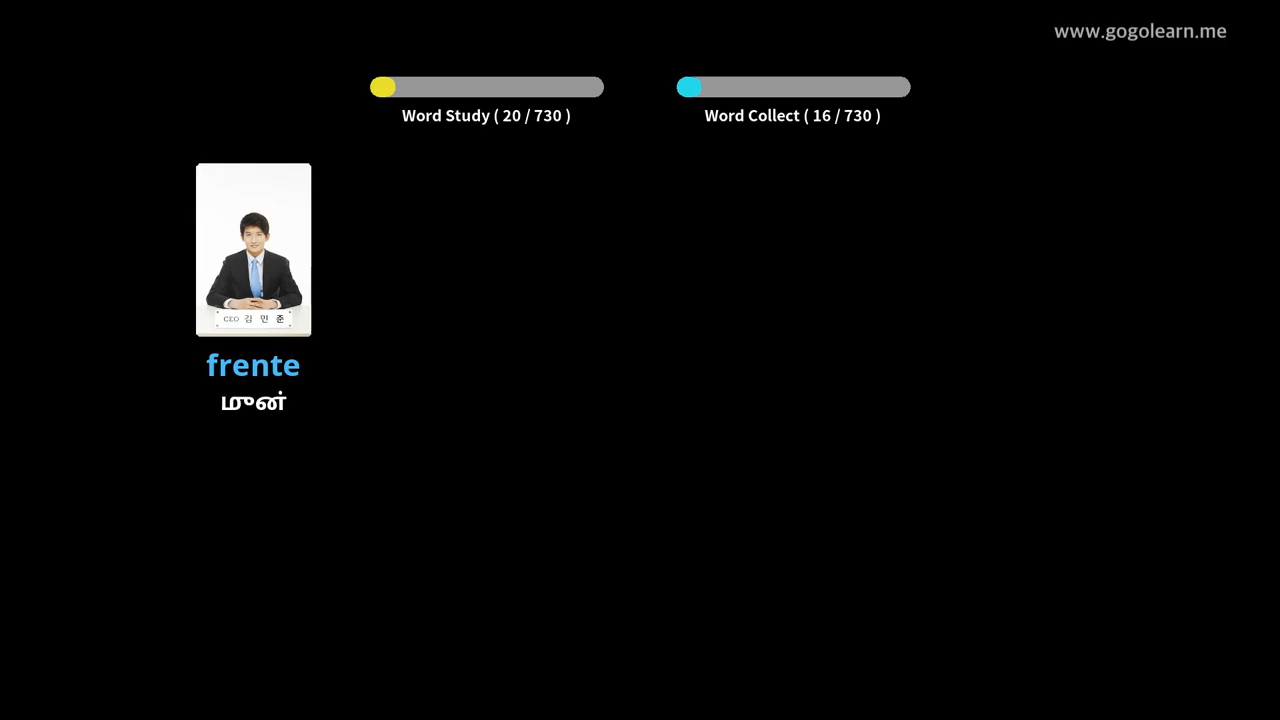 www.gogolearn.me
Word Study ( 20 / 730 )
Word Collect ( 16 / 730 )
CEO 김 민 준
frente
முன்